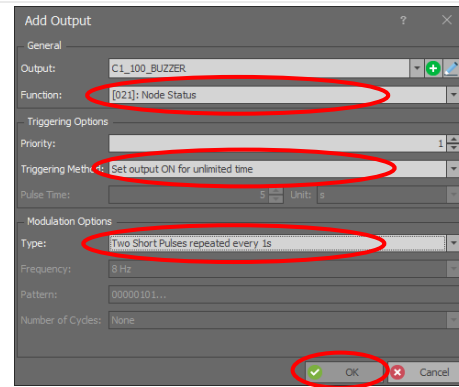 Add Output ?
General
Output: C1_100_BUZZER
Function: [021]: Node Status
Triggering Options
Priority: 1
Triggering Method: Set output ON for unlimited time
Pulse Time: 5 Unit: s
Modulation Options
Type: Two Short Pulses repeated every 1s
Frequency: 8 Hz
Pattern: 00000101...
Number of Cycles: None
OK Cancel